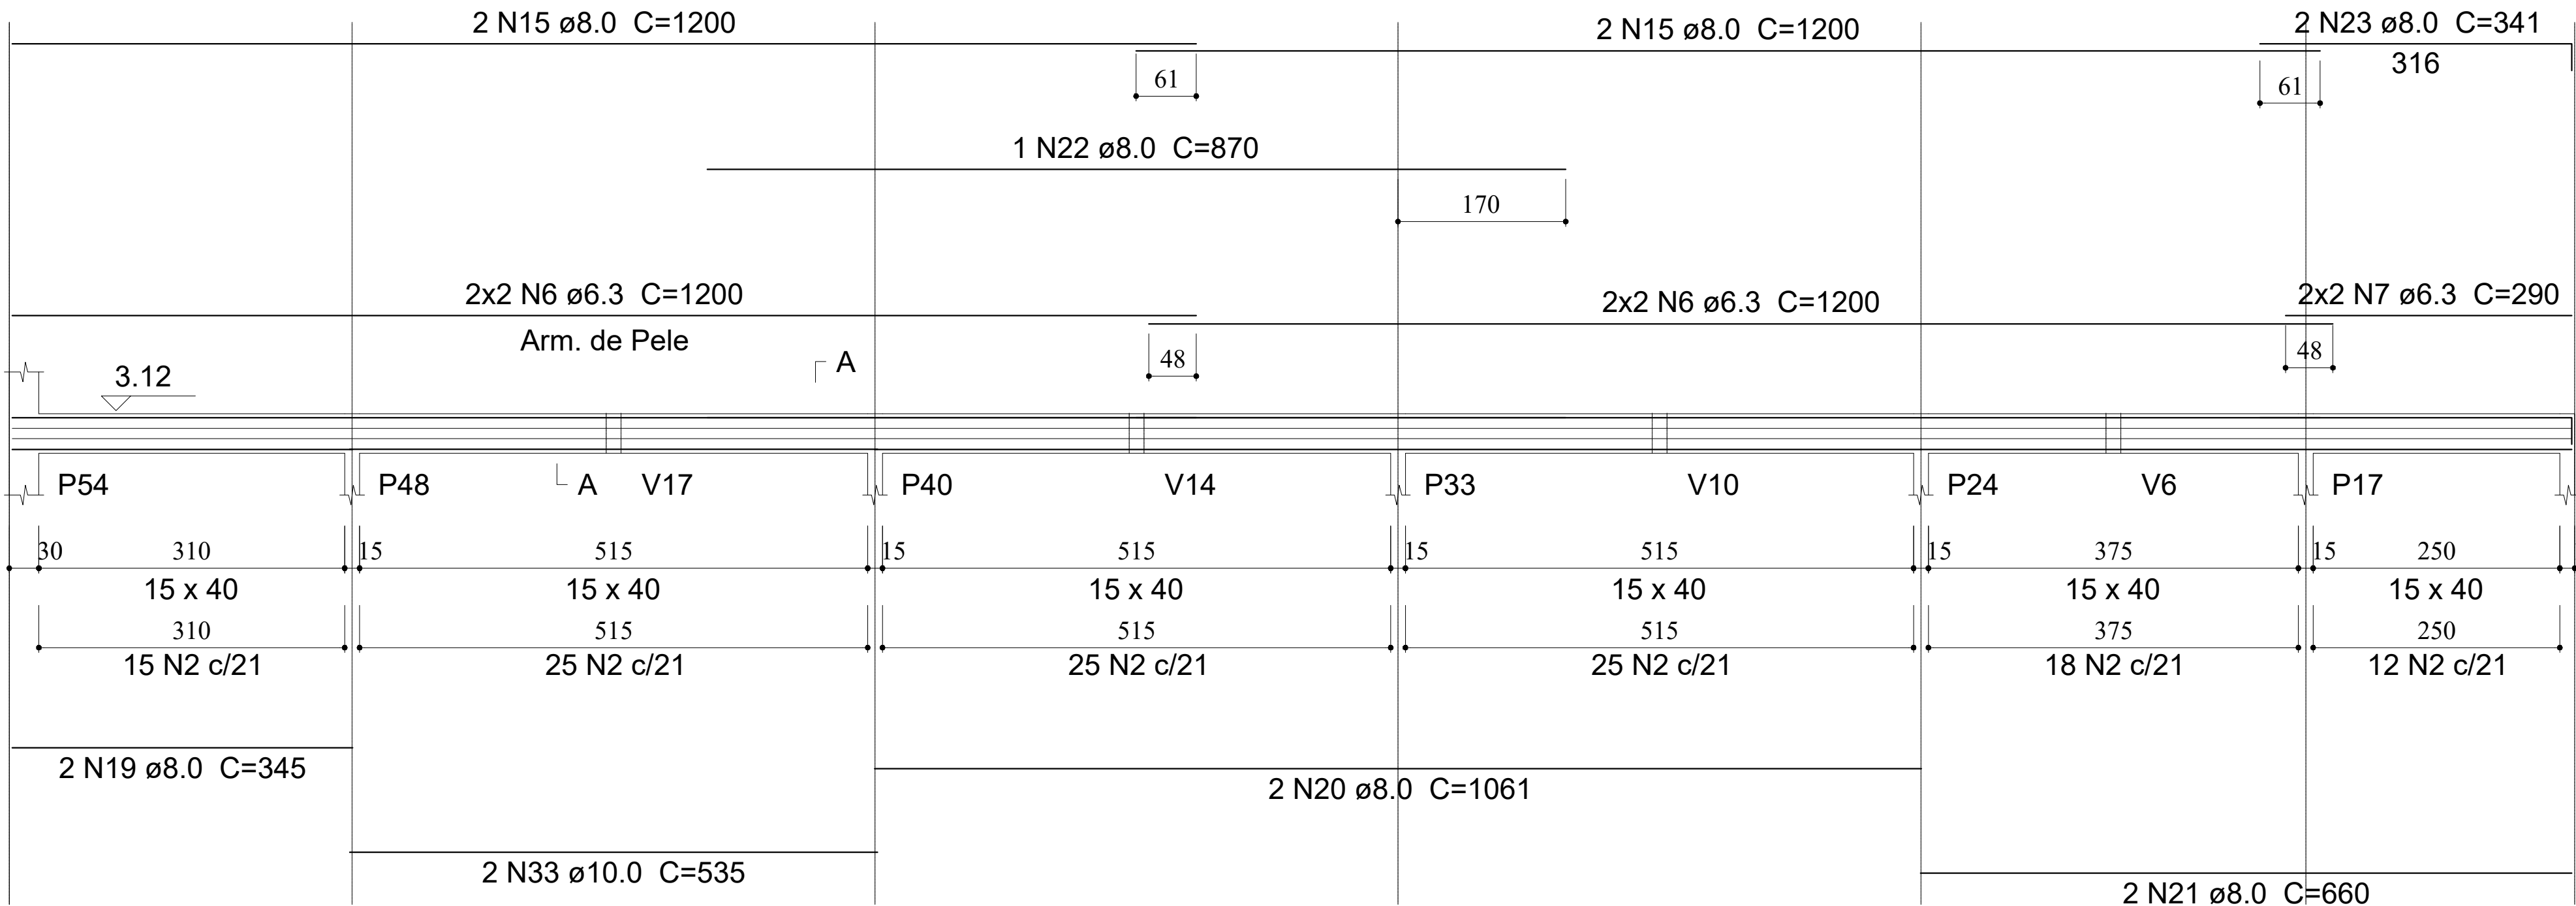 2 N15 ø8.0 C=1200
2 N15 ø8.0 C=1200
2 N23 ø8.0 C=341
316
61
61
1 N22 ø8.0 C=870
170
2x2 N6 ø6.3 C=1200
2x2 N6 ø6.3 C=1200
2x2 N7 ø6.3 C=290
Arm. de Pele
48
48
A
3.12
P54
P48
A
V17
P40
V14
P33
V10
P24
V6
P17
30 310 15 515 15 515 15 515 15 375 15 250
15 x 40 15 x 40 15 x 40 15 x 40 15 x 40 15 x 40
310 515 515 515 375 250
15 N2 c/21 25 N2 c/21 25 N2 c/21 25 N2 c/21 18 N2 c/21 12 N2 c/21
2 N19 ø8.0 C=345
2 N20 ø8.0 C=1061
2 N33 ø10.0 C=535
2 N21 ø8.0 C=660